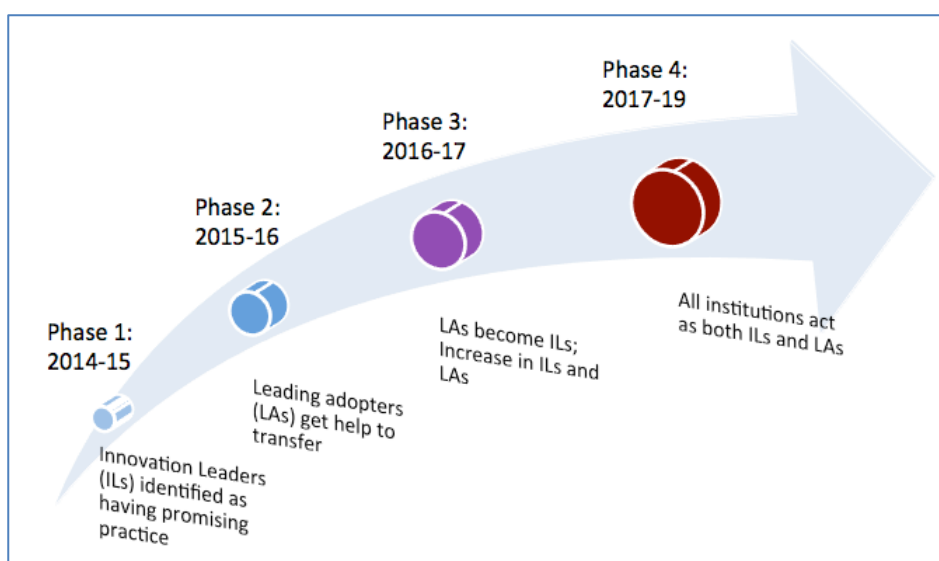 Phase 1:
2014-15
Innovation Leaders
(ILs) identified as
having promising
practice
Phase 2:
2015-16
Leading adopters
(LAs) get help to
transfer
Phase 3:
2016-17
LAs become ILs;
Increase in ILs and
LAs
Phase 4:
2017-19
All institutions act
as both ILs and LAs